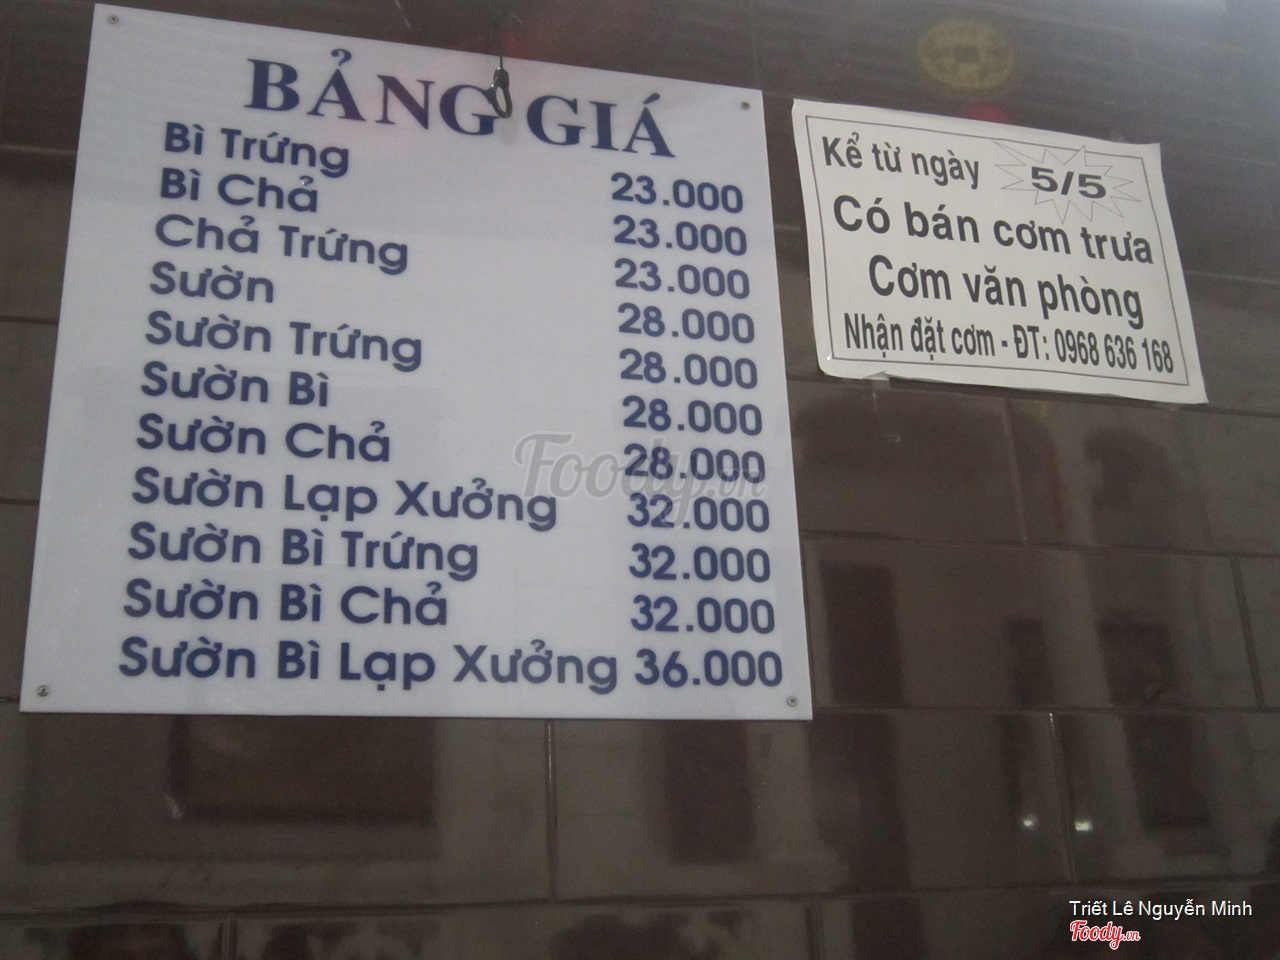 BẢNG GIÁ
Bì Trứng 23.000
Bì Chả 23.000
Chả Trứng 23.000
Sườn 28.000
Sườn Trứng 28.000
Sườn Bì 28.000
Sườn Chả 28.000
Sườn Lạp Xưởng 32.000
Sườn Bì Trứng 32.000
Sườn Bì Chả 32.000
Sườn Bì Lạp Xưởng 36.000
Kể từ ngày 5/5
Có bán cơm trưa
Cơm văn phòng
Nhận đặt cơm - ĐT: 0968 636 168
Foody.vn
Triết Lê Nguyễn Minh
Foody.vn